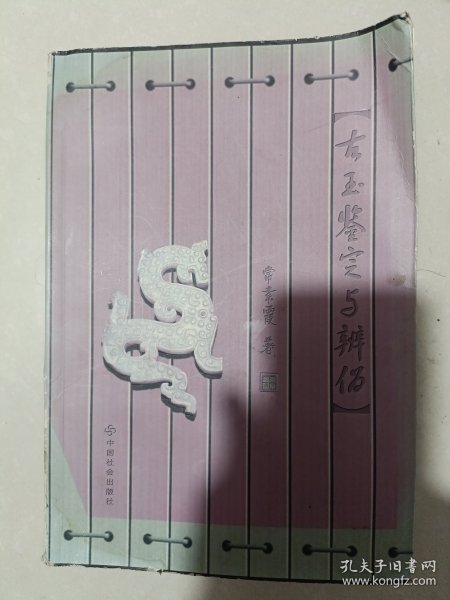 【古玉鉴定与辨伪】
常素霞 著
中国社会出版社
孔夫子旧书网
www.kongfz.com